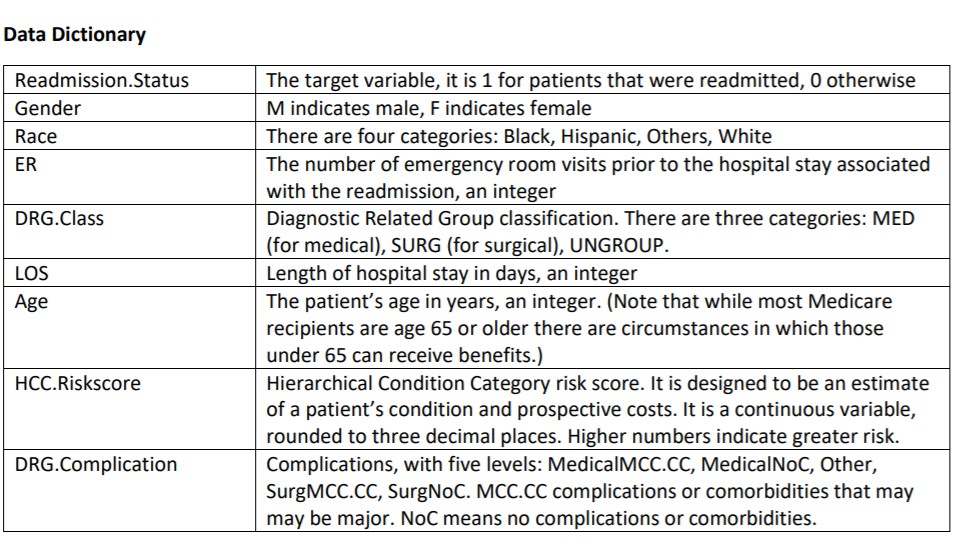 Data Dictionary
Readmission.Status The target variable, it is 1 for patients that were readmitted, 0 otherwise
Gender M indicates male, F indicates female
Race There are four categories: Black, Hispanic, Others, White
ER The number of emergency room visits prior to the hospital stay associated
with the readmission, an integer
DRG.Class Diagnostic Related Group classification. There are three categories: MED
(for medical), SURG (for surgical), UNGROUP.
LOS Length of hospital stay in days, an integer
Age The patient’s age in years, an integer. (Note that while most Medicare
recipients are age 65 or older there are circumstances in which those
under 65 can receive benefits.)
HCC.Riskscore Hierarchical Condition Category risk score. It is designed to be an estimate
of a patient’s condition and prospective costs. It is a continuous variable,
rounded to three decimal places. Higher numbers indicate greater risk.
DRG.Complication Complications, with five levels: MedicalMCC.CC, MedicalNoC, Other,
SurgMCC.CC, SurgNoC. MCC.CC complications or comorbidities that may
may be major. NoC means no complications or comorbidities.